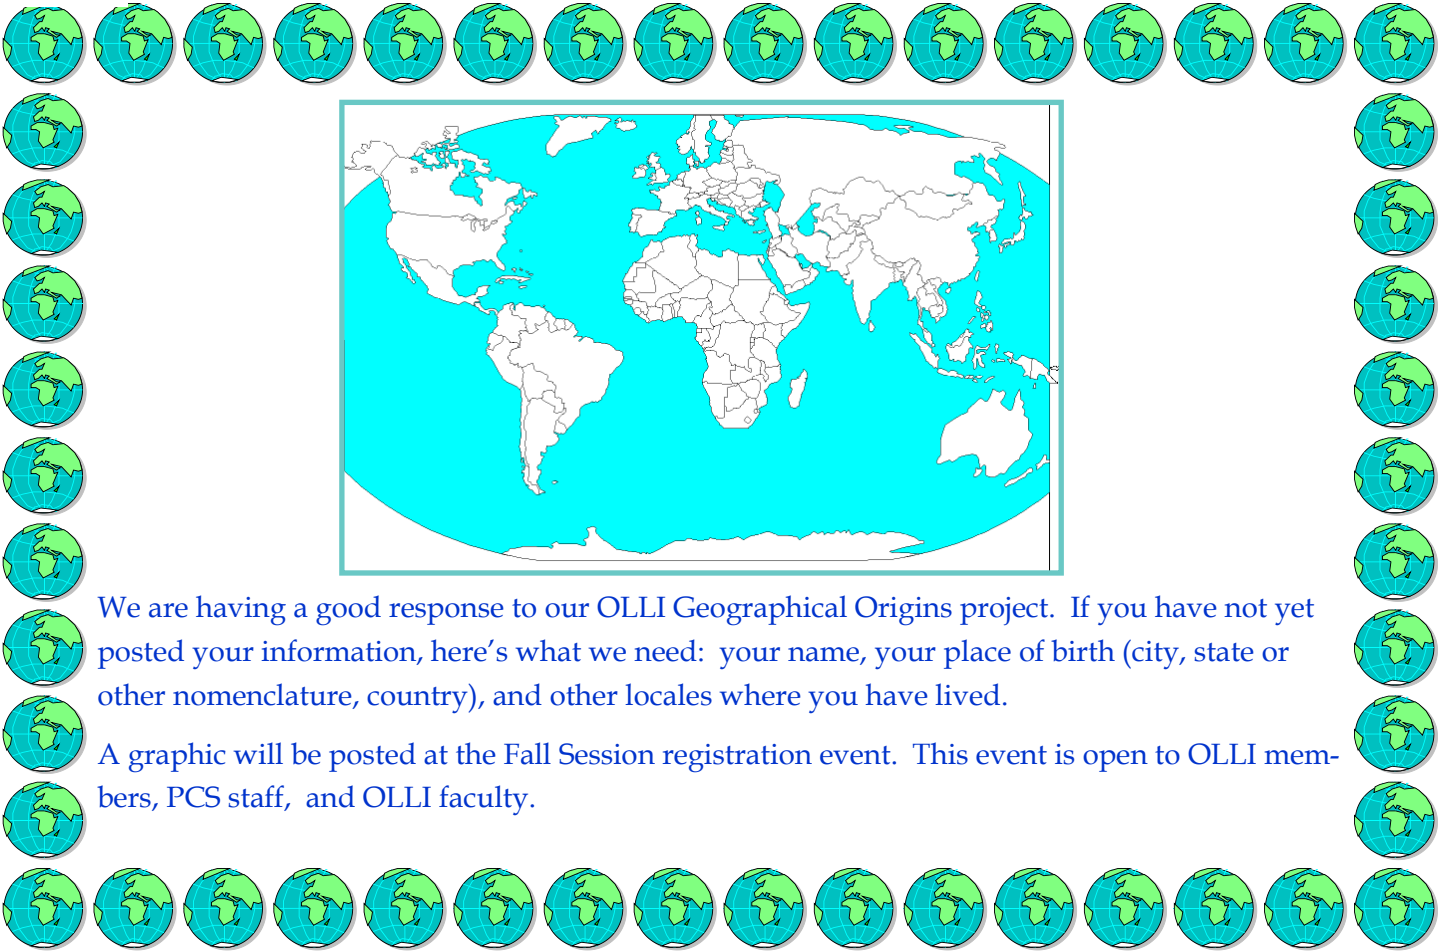 We are having a good response to our OLLI Geographical Origins project.  If you have not yet
posted your information, here’s what we need:  your name, your place of birth (city, state or
other nomenclature, country), and other locales where you have lived.
A graphic will be posted at the Fall Session registration event.  This event is open to OLLI mem-
bers, PCS staff,  and OLLI faculty.